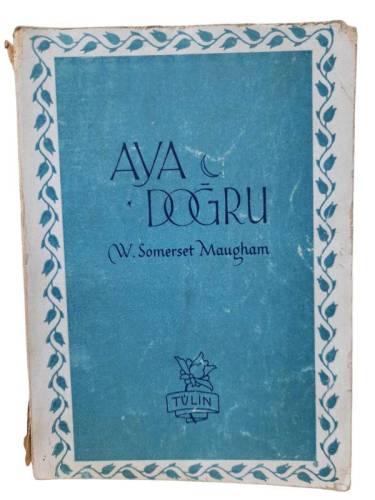 AYA
DOĞRU
W. Somerset Maugham
TÜLİN